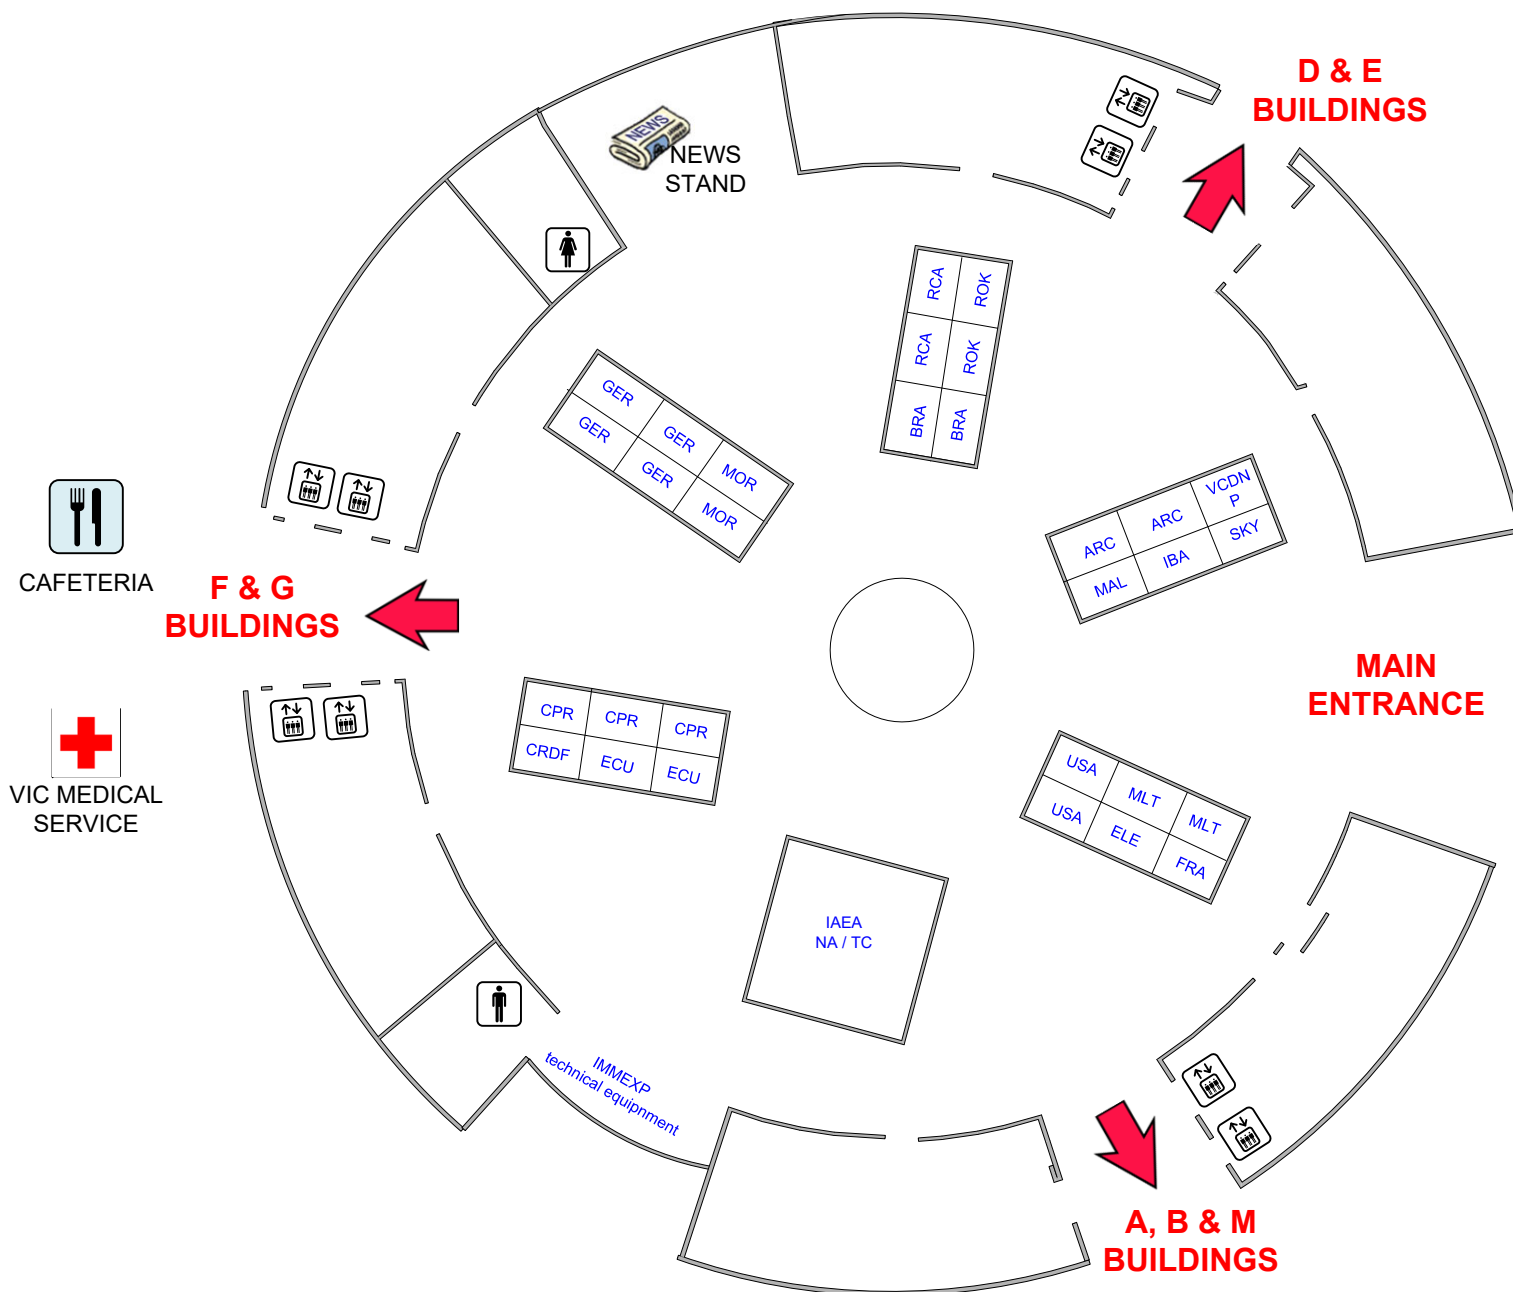 D & E
BUILDINGS
NEWS
NEWS
STAND
RCA
ROK
RCA
ROK
BRA
BRA
GER
GER
GER
GER
MOR
MOR
ARC
ARC
VCDN
P
MAL
IBA
SKY
CAFETERIA
F & G
BUILDINGS
MAIN
ENTRANCE
CPR
CPR
CPR
CRDF
ECU
ECU
VIC MEDICAL
SERVICE
USA
MLT
MLT
USA
ELE
FRA
IAEA
NA / TC
IMMEXP
technical equipnment
A, B & M
BUILDINGS